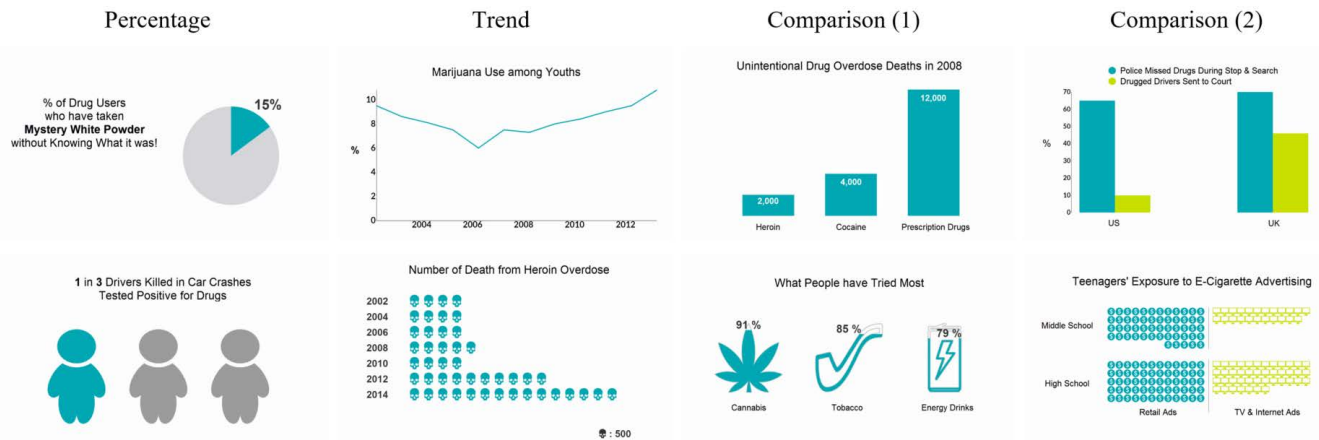 Percentage
Trend
Comparison (1)
Comparison (2)
% of Drug Users
who have taken
Mystery White Powder
without Knowing What it was!
15%
Marijuana Use among Youths
10
8
%
6
4
2
0
2004 2006 2008 2010 2012
Unintentional Drug Overdose Deaths in 2008
2,000
4,000
12,000
Heroin Cocaine Prescription Drugs
Police Missed Drugs During Stop & Search
Drugged Drivers Sent to Court
70
60
50
%
40
30
20
10
0
US UK
1 in 3 Drivers Killed in Car Crashes
Tested Positive for Drugs
Number of Death from Heroin Overdose
2002
2004
2006
2008
2010
2012
2014
: 500
What People have Tried Most
91 % 85 % 79 %
Cannabis Tobacco Energy Drinks
Teenagers' Exposure to E-Cigarette Advertising
Middle School
High School
Retail Ads TV & Internet Ads